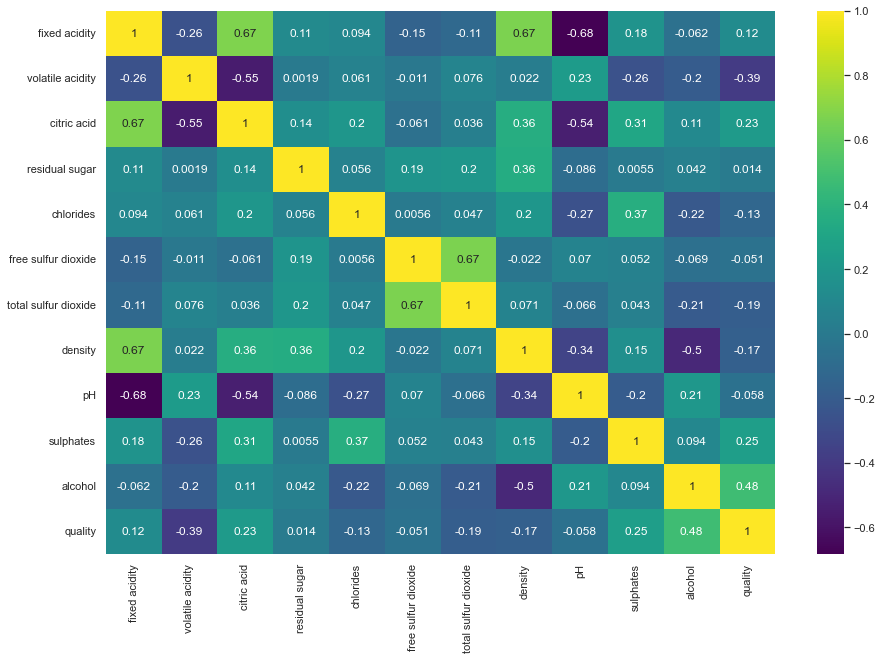 fixed acidity 1 -0.26 0.67 0.11 0.094 -0.15 -0.11 0.67 -0.68 0.18 -0.062 0.12
volatile acidity -0.26 1 -0.55 0.0019 0.061 -0.011 0.076 0.022 0.23 -0.26 -0.2 -0.39
citric acid 0.67 -0.55 1 0.14 0.2 -0.061 0.036 0.36 -0.54 0.31 0.11 0.23
residual sugar 0.11 0.0019 0.14 1 0.056 0.19 0.2 0.36 -0.086 0.0055 0.042 0.014
chlorides 0.094 0.061 0.2 0.056 1 0.0056 0.047 0.2 -0.27 0.37 -0.22 -0.13
free sulfur dioxide -0.15 -0.011 -0.061 0.19 0.0056 1 0.67 -0.022 0.07 0.052 -0.069 -0.051
total sulfur dioxide -0.11 0.076 0.036 0.2 0.047 0.67 1 0.071 -0.066 0.043 -0.21 -0.19
density 0.67 0.022 0.36 0.36 0.2 -0.022 0.071 1 -0.34 0.15 -0.5 -0.17
pH -0.68 0.23 -0.54 -0.086 -0.27 0.07 -0.066 -0.34 1 -0.2 0.21 -0.058
sulphates 0.18 -0.26 0.31 0.0055 0.37 0.052 0.043 0.15 -0.2 1 0.094 0.25
alcohol -0.062 -0.2 0.11 0.042 -0.22 -0.069 -0.21 -0.5 0.21 0.094 1 0.48
quality 0.12 -0.39 0.23 0.014 -0.13 -0.051 -0.19 -0.17 -0.058 0.25 0.48 1
fixed acidity
volatile acidity
citric acid
residual sugar
chlorides
free sulfur dioxide
total sulfur dioxide
density
pH
sulphates
alcohol
quality
1.0
0.8
0.6
0.4
0.2
0.0
−0.2
−0.4
−0.6